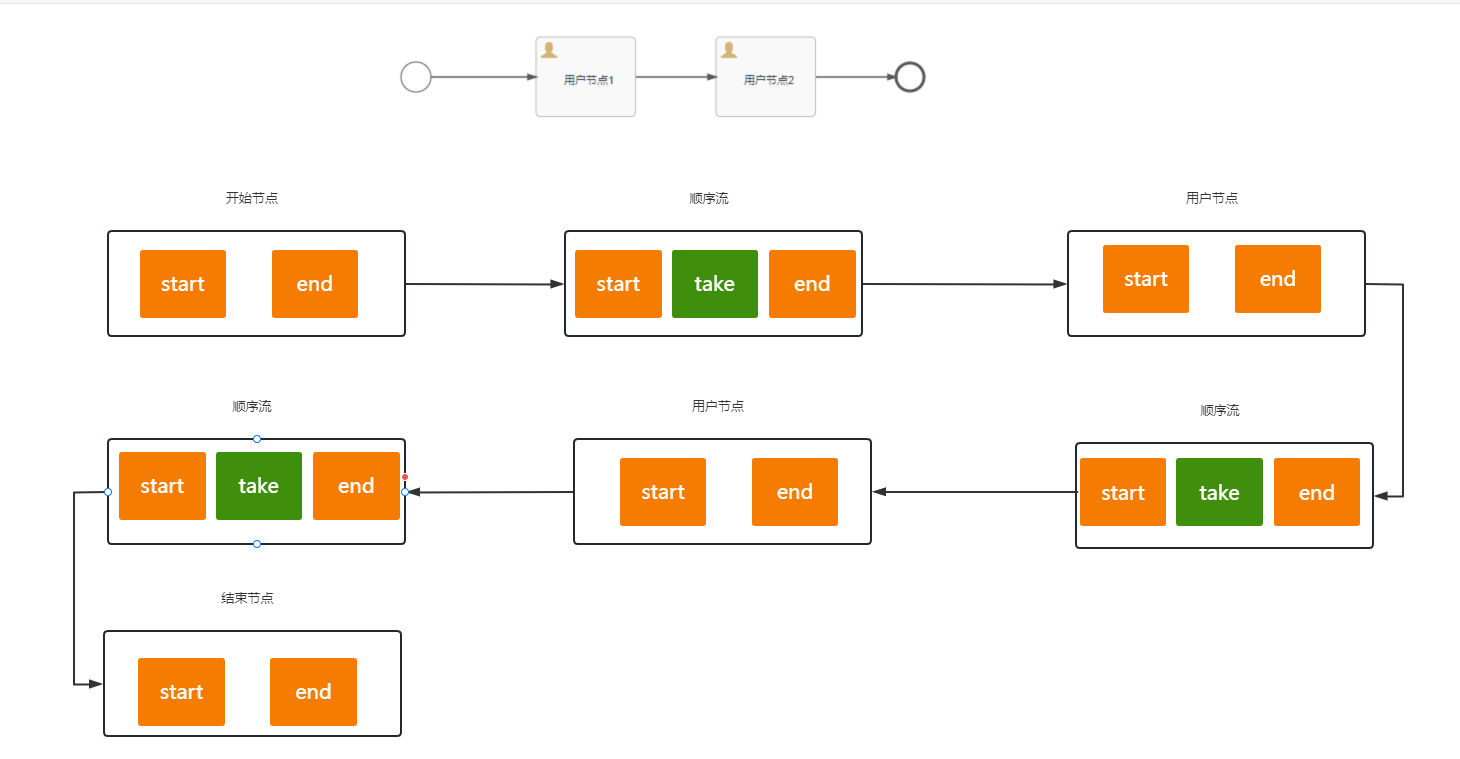 用户节点1
用户节点2
开始节点
顺序流
用户节点
start
end
start
take
end
start
end
顺序流
用户节点
顺序流
start
take
end
start
end
start
take
end
结束节点
start
end